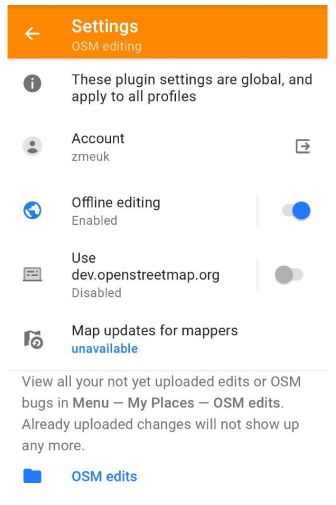 Settings
OSM editing
These plugin settings are global, and
apply to all profiles
Account
zmeuk
Offline editing
Enabled
Use
dev.openstreetmap.org
Disabled
Map updates for mappers
unavailable
View all your not yet uploaded edits or OSM
bugs in Menu — My Places — OSM edits.
Already uploaded changes will not show up
any more.
OSM edits